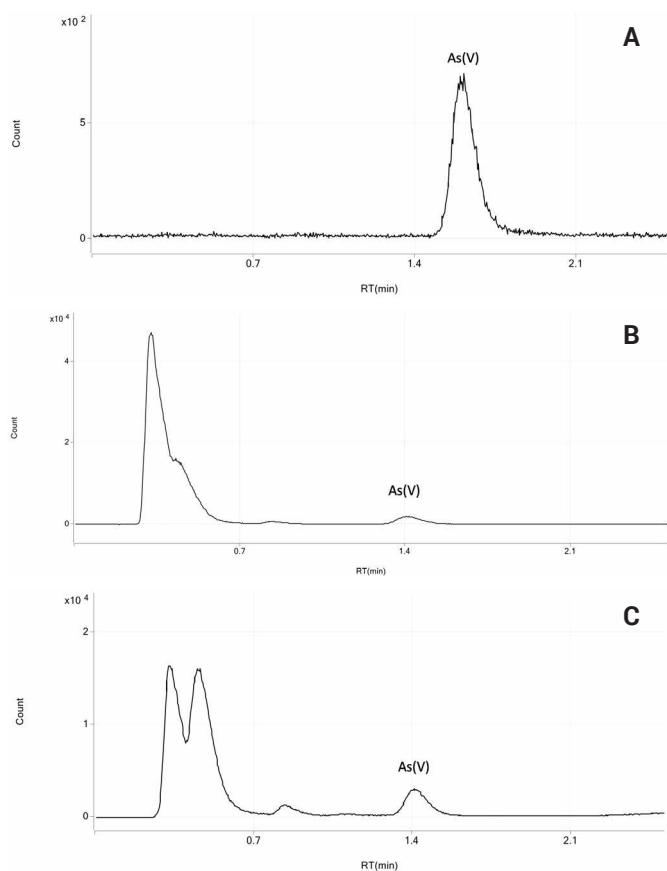 x10 2
A
As(V)
Count
5
0
0.7
1.4
2.1
RT(min)
x10 4
B
4
Count
2
As(V)
0
0.7
1.4
2.1
RT(min)
x10 4
C
2
Count
1
As(V)
0
0.7
1.4
2.1
RT(min)